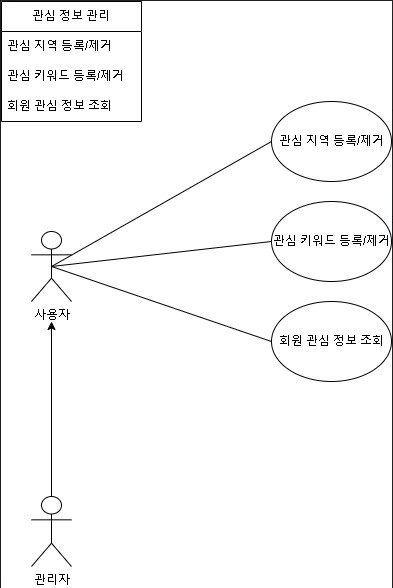 관심 정보 관리
관심 지역 등록/제거
관심 키워드 등록/제거
회원 관심 정보 조회
관심 지역 등록/제거
관심 키워드 등록/제거
사용자
회원 관심 정보 조회
관리자